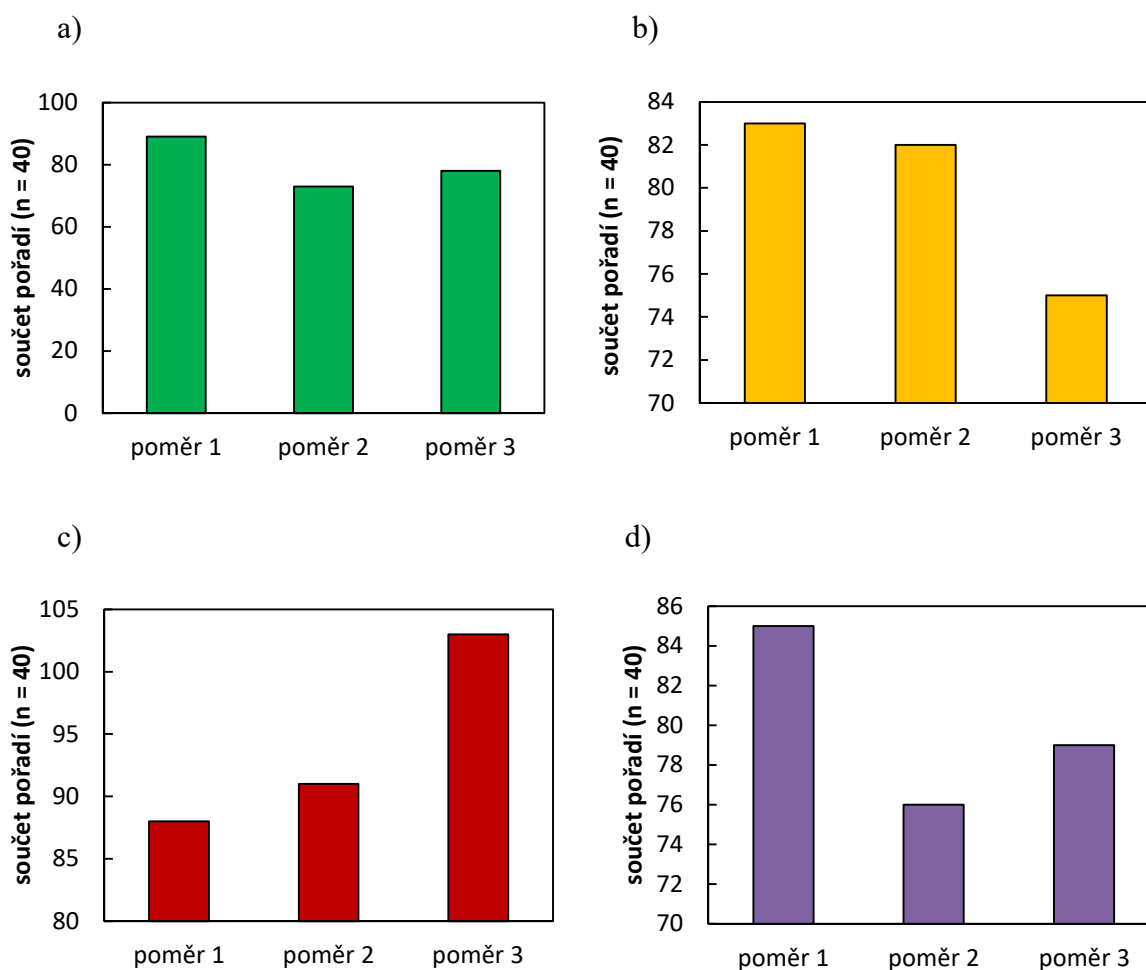 a)
součet pořadí (n = 40)
100
80
60
40
20
0
poměr 1 poměr 2 poměr 3
b)
součet pořadí (n = 40)
84
82
80
78
76
74
72
70
poměr 1 poměr 2 poměr 3
c)
součet pořadí (n = 40)
105
100
95
90
85
80
poměr 1 poměr 2 poměr 3
d)
součet pořadí (n = 40)
86
84
82
80
78
76
74
72
70
poměr 1 poměr 2 poměr 3